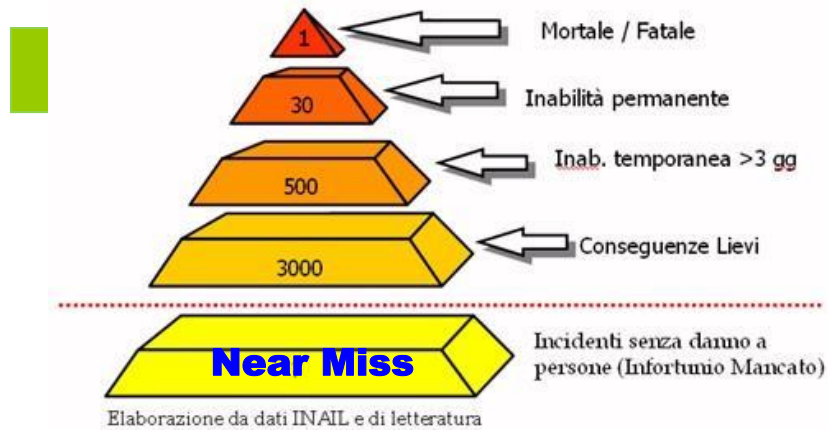 1
Mortale / Fatale
30
Inabilità permanente
500
Inab. temporanea >3 gg
3000
Conseguenze Lievi
Near Miss
Incidenti senza danno a
persone (Infortunio Mancato)
Elaborazione da dati INAIL e di letteratura